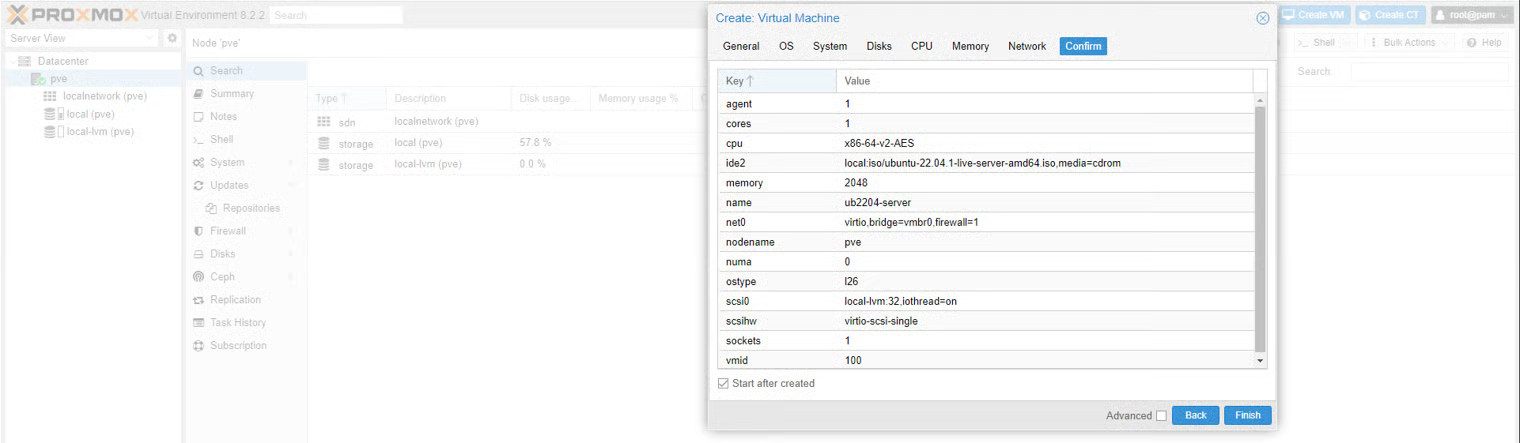 PROXMOX Virtual Environment 8.2.2 Search
Create VM Create CT root@pam
Server View
Datacenter
pve
localnetwork (pve)
local (pve)
local-lvm (pve)
Node 'pve'
Shell Bulk Actions Help
Search
Summary
Notes
Shell
System
Updates
Repositories
Firewall
Disks
Ceph
Replication
Task History
Subscription
Search:
Type Description Disk usage... Memory usage %
sdn localnetwork (pve)
storage local (pve) 57.8 %
storage local-lvm (pve) 0.0 %
Create: Virtual Machine
General OS System Disks CPU Memory Network Confirm
Key Value
agent 1
cores 1
cpu x86-64-v2-AES
ide2 local:iso/ubuntu-22.04.1-live-server-amd64.iso,media=cdrom
memory 2048
name ub2204-server
net0 virtio,bridge=vmbr0,firewall=1
nodename pve
numa 0
ostype l26
scsi0 local-lvm:32,iothread=on
scsihw virtio-scsi-single
sockets 1
vmid 100
Start after created
Advanced Back Finish